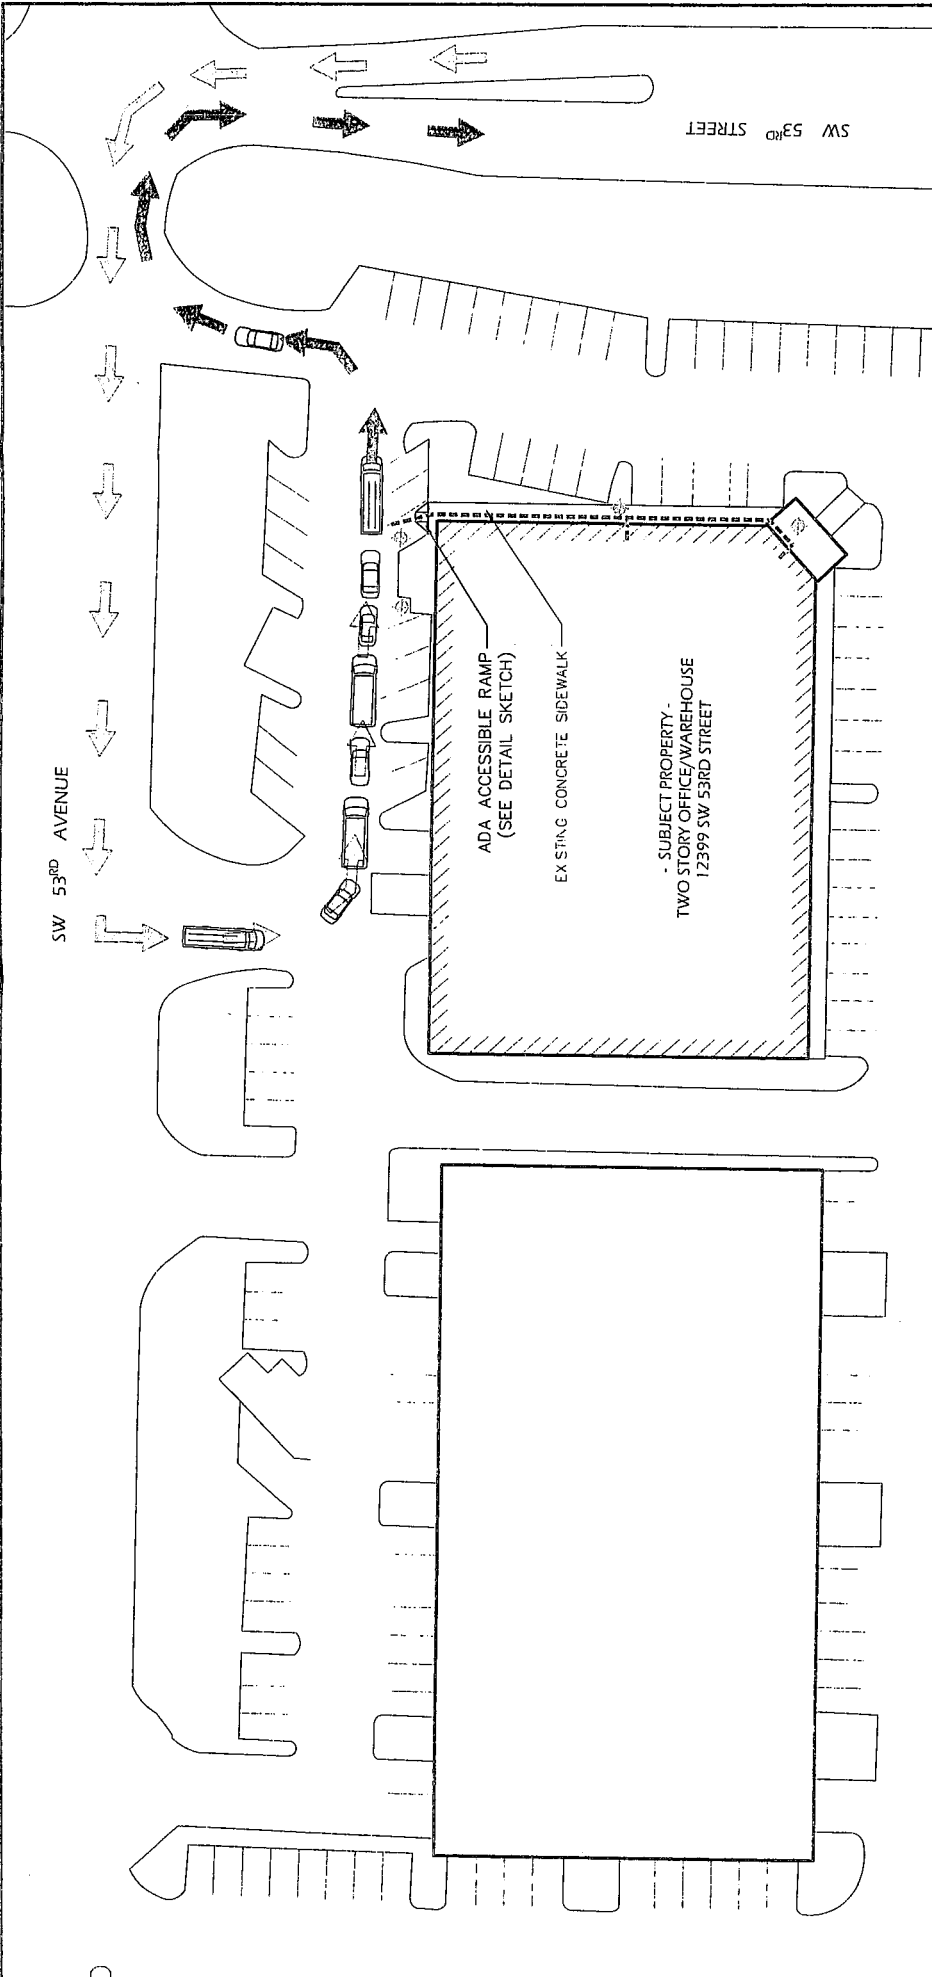 SW 53RD STREET
SW 53RD AVENUE
ADA ACCESSIBLE RAMP
(SEE DETAIL SKETCH)
EXISTING CONCRETE SIDEWALK
- SUBJECT PROPERTY -
TWO STORY OFFICE/WAREHOUSE
12399 SW 53RD STREET